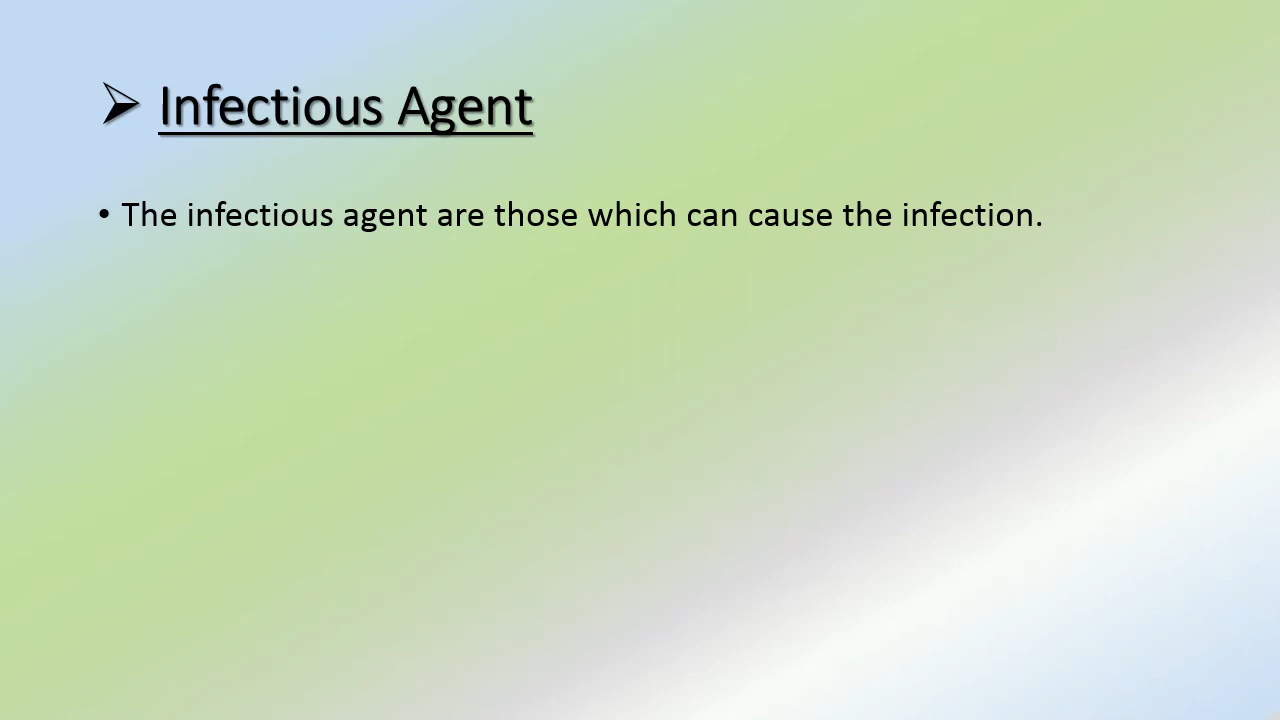 ➢ Infectious Agent
• The infectious agent are those which can cause the infection.